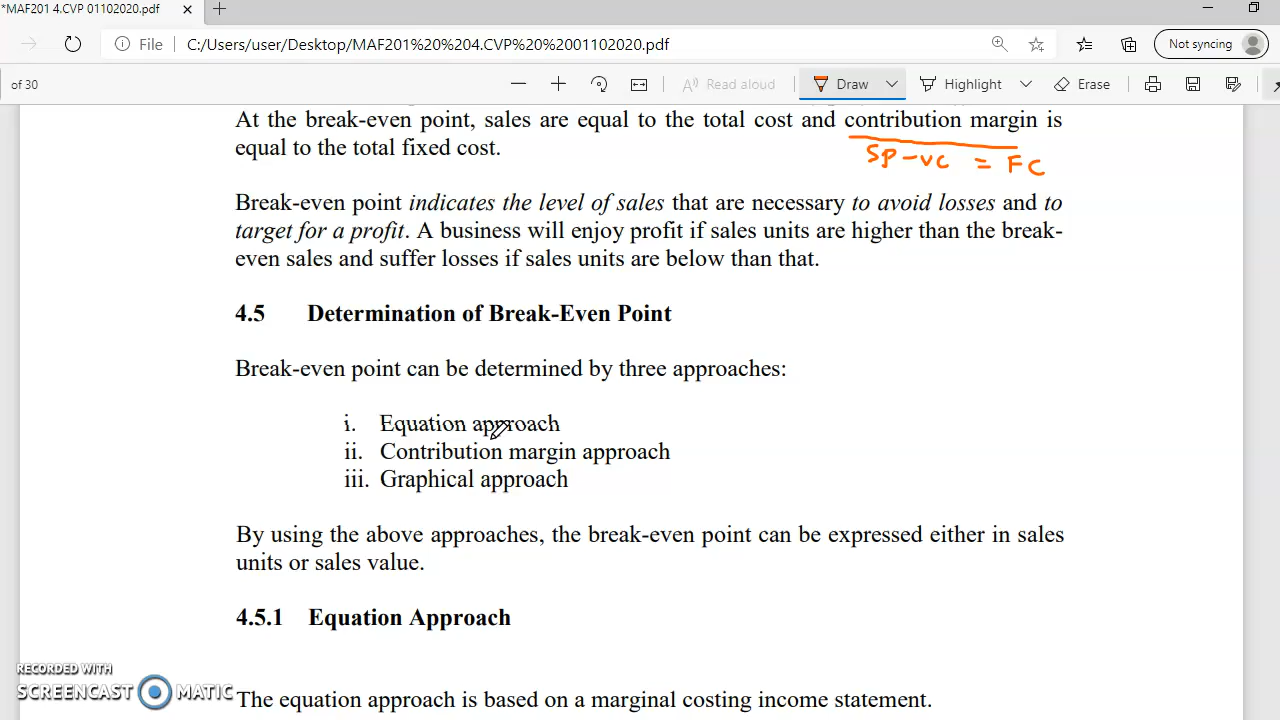 *MAF201 4.CVP 01102020.pdf
File C:/Users/user/Desktop/MAF201%20%204.CVP%20%2001102020.pdf Not syncing
of 30 Read aloud Draw Highlight Erase
At the break-even point, sales are equal to the total cost and contribution margin is
equal to the total fixed cost.
SP - VC = FC
Break-even point indicates the level of sales that are necessary to avoid losses and to
target for a profit. A business will enjoy profit if sales units are higher than the break-
even sales and suffer losses if sales units are below than that.
4.5 Determination of Break-Even Point
Break-even point can be determined by three approaches:
i. Equation approach
ii. Contribution margin approach
iii. Graphical approach
By using the above approaches, the break-even point can be expressed either in sales
units or sales value.
4.5.1 Equation Approach
RECORDED WITH
SCREENCAST MATIC
The equation approach is based on a marginal costing income statement.